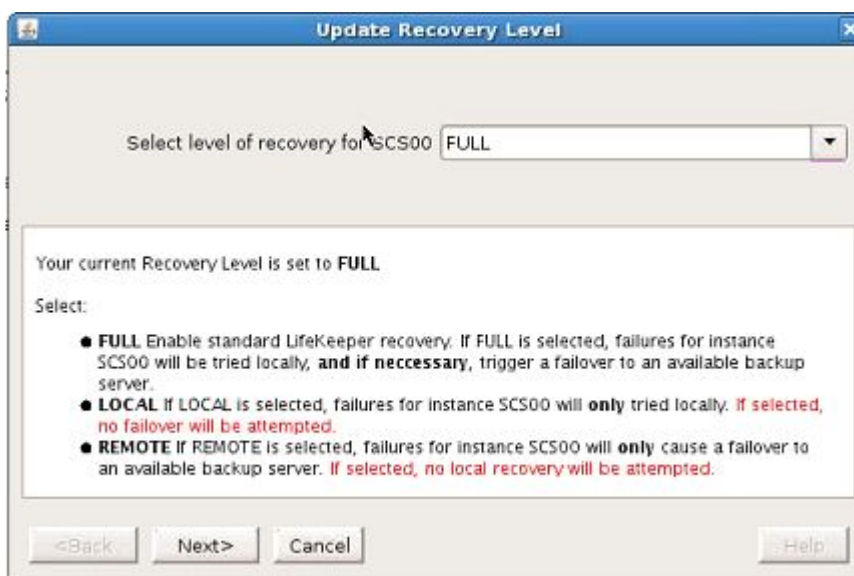 Update Recovery Level
Select level of recovery for SCS00 FULL
Your current Recovery Level is set to FULL
Select:
● FULL Enable standard LifeKeeper recovery. If FULL is selected, failures for instance
SCS00 will be tried locally, and if neccessary, trigger a failover to an available backup
server.
● LOCAL If LOCAL is selected, failures for instance SCS00 will only tried locally. If selected,
no failover will be attempted.
● REMOTE If REMOTE is selected, failures for instance SCS00 will only cause a failover to
an available backup server. If selected, no local recovery will be attempted.
<Back Next> Cancel Help